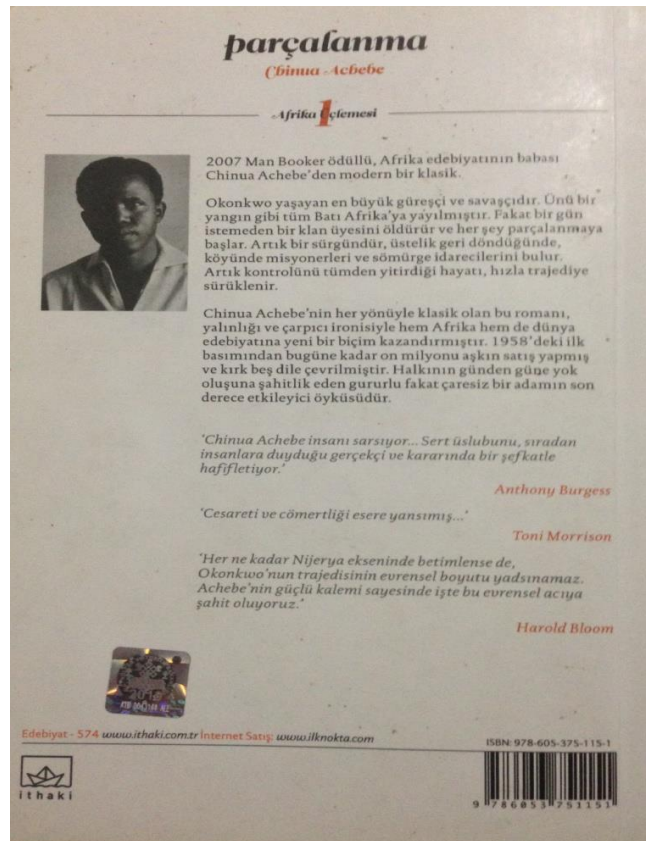 parçalanma
Chinua Achebe
Afrika Üçlemesi
1
2007 Man Booker ödüllü, Afrika edebiyatının babası
Chinua Achebe'den modern bir klasik.
Okonkwo yaşayan en büyük güreşçi ve savaşçıdır. Ünü bir
yangın gibi tüm Batı Afrika'ya yayılmıştır. Fakat bir gün
istemeden bir klan üyesini öldürür ve her şey parçalanmaya
başlar. Artık bir sürgündür, üstelik geri döndüğünde,
köyünde misyonerleri ve sömürge idarecilerini bulur.
Artık kontrolünü tümden yitirdiği hayatı, hızla trajediye
sürüklenir.
Chinua Achebe'nin her yönüyle klasik olan bu romanı,
yalınlığı ve çarpıcı ironisiyle hem Afrika hem de dünya
edebiyatına yeni bir biçim kazandırmıştır. 1958'deki ilk
basımından bugüne kadar on milyonu aşkın satış yapmış
ve kırk beş dile çevrilmiştir. Halkının günden güne yok
oluşuna şahitlik eden gururlu fakat çaresiz bir adamın son
derece etkileyici öyküsüdür.
'Chinua Achebe insanı sarsıyor... Sert üslubunu, sıradan
insanlara duyduğu gerçekçi ve kararında bir şefkatle
hafifletiyor.'
Anthony Burgess
'Cesareti ve cömertliği esere yansımış...'
Toni Morrison
'Her ne kadar Nijerya ekseninde betimlense de,
Okonkwo'nun trajedisinin evrensel boyutu yadsınamaz.
Achebe'nin güçlü kalemi sayesinde işte bu evrensel acıya
şahit oluyoruz.'
Harold Bloom
Edebiyat - 574 www.ithaki.com.tr İnternet Satış: www.ilknokta.com
ISBN: 978-605-375-115-1
ithaki
9 786053 751151